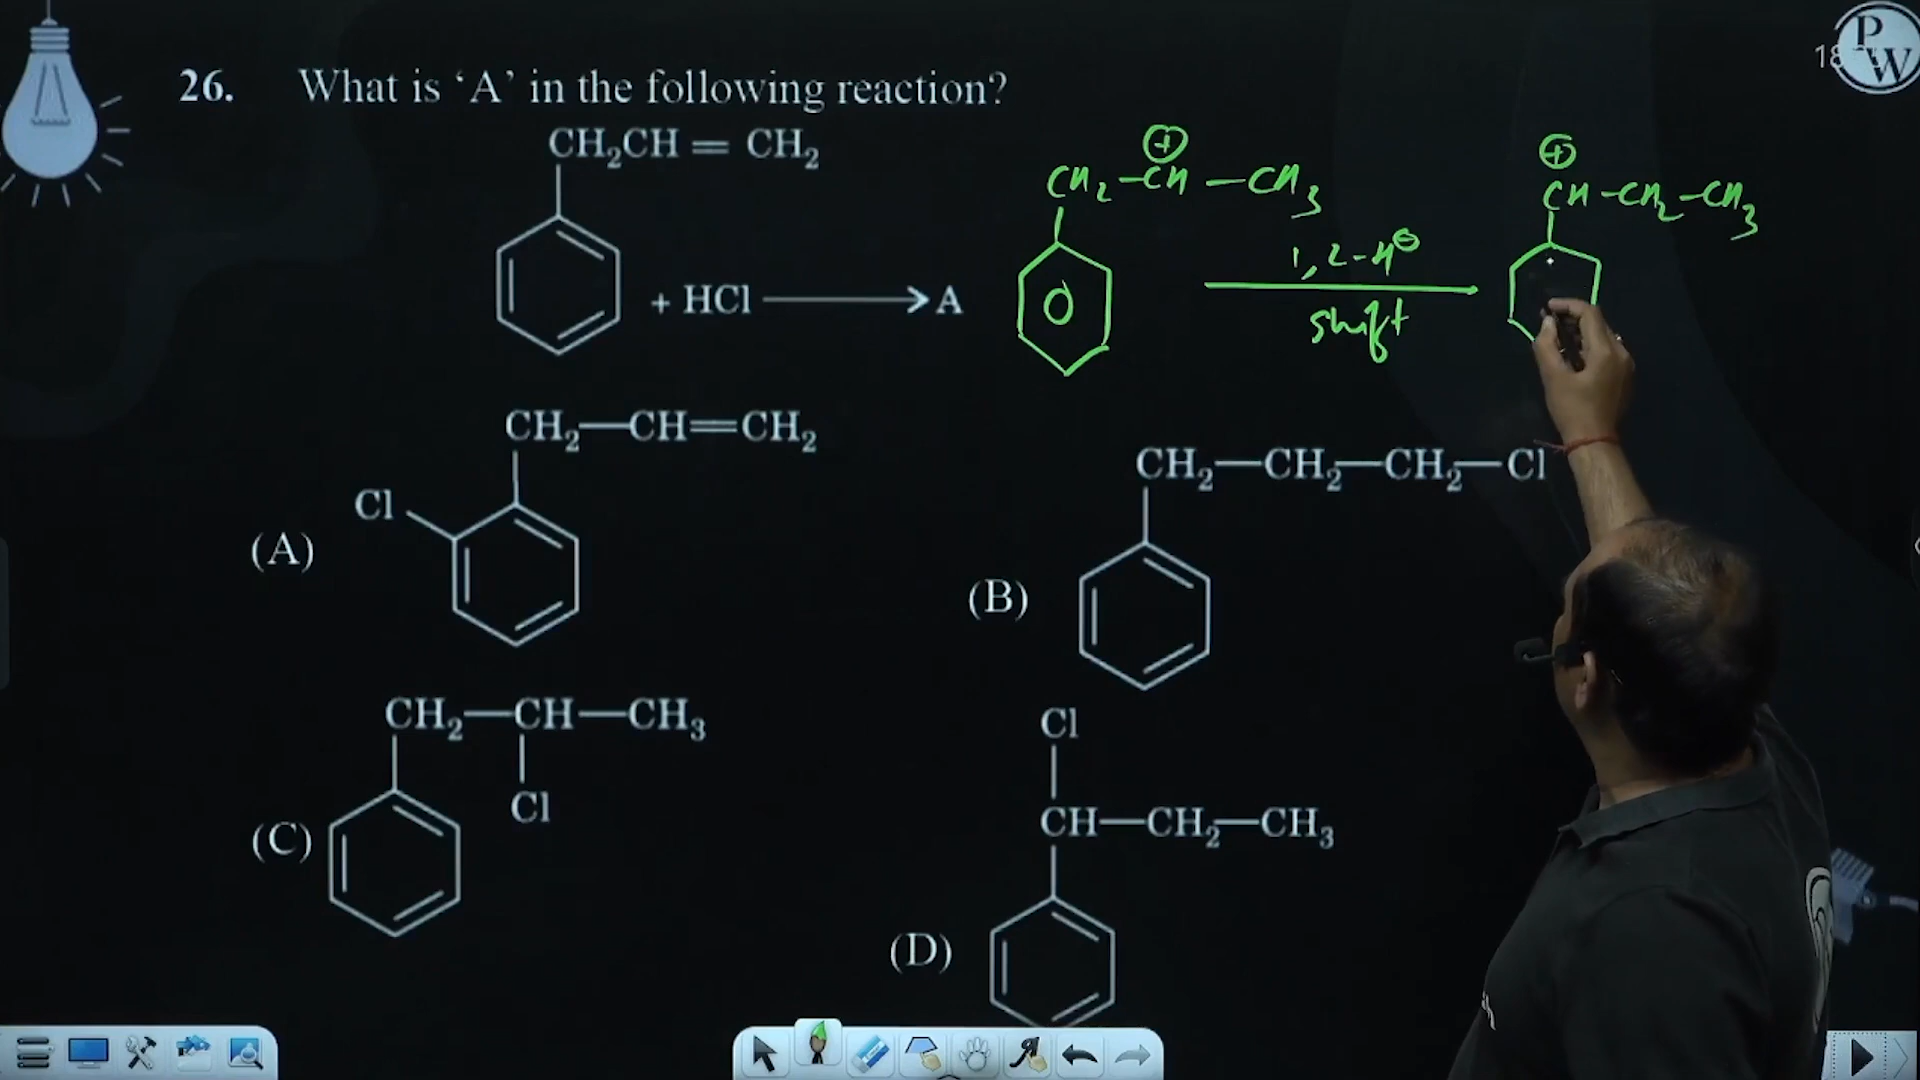 26. What is ‘A’ in the following reaction?
CH₂CH = CH₂
+ HCl ⟶ A
CH₂ – CH – CH₃
⊕
1,2-H⊖
shift
⊕
CH – CH₂ – CH₃
(A)
CH₂—CH=CH₂
Cl
(B)
CH₂—CH₂—CH₂—Cl
(C)
CH₂—CH—CH₃
Cl
(D)
Cl
CH—CH₂—CH₃
PW
18